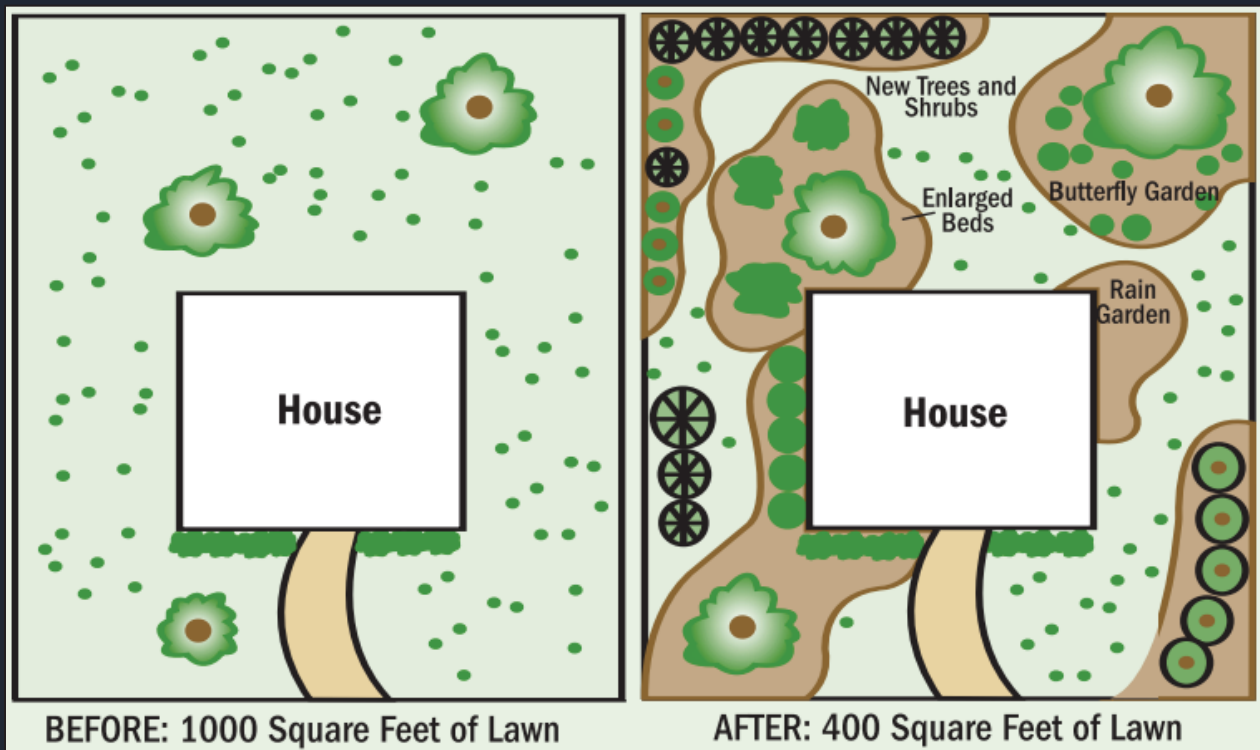 House
BEFORE: 1000 Square Feet of Lawn
New Trees and
Shrubs
Butterfly Garden
Enlarged
Beds
Rain
Garden
House
AFTER: 400 Square Feet of Lawn